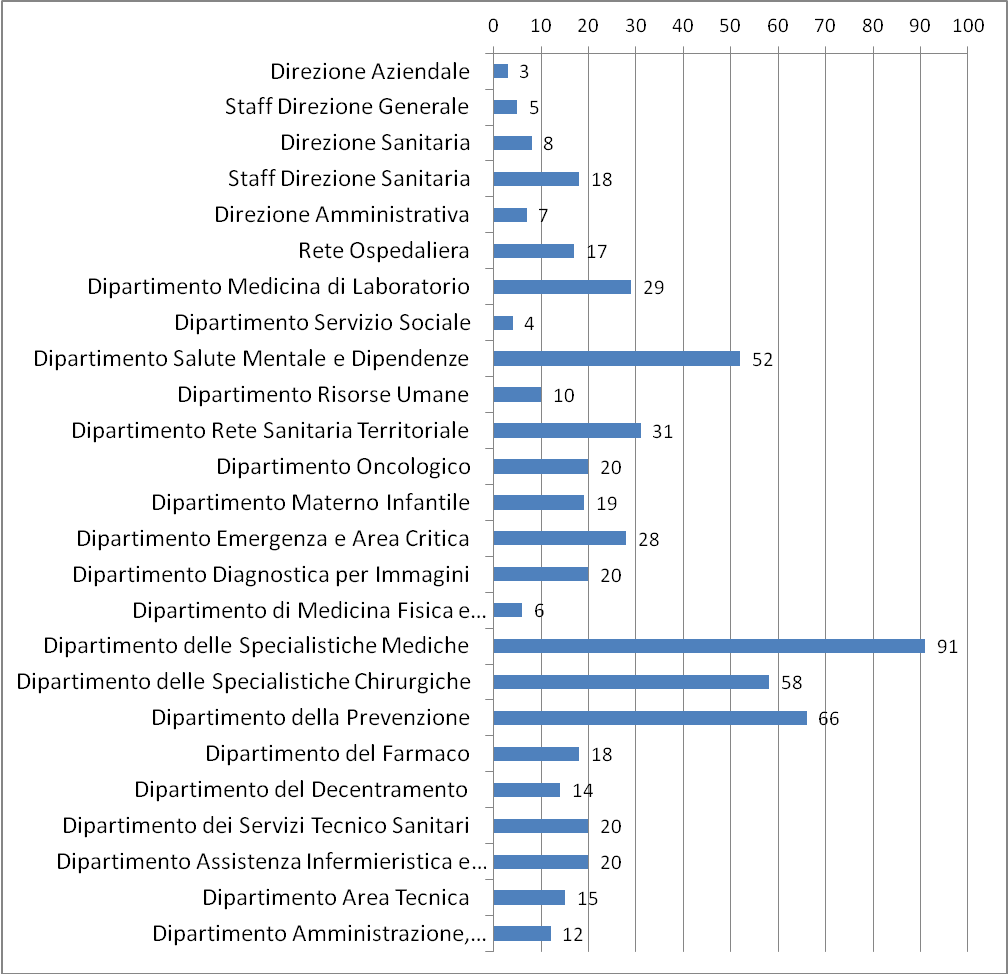 0 10 20 30 40 50 60 70 80 90 100
Direzione Aziendale 3
Staff Direzione Generale 5
Direzione Sanitaria 8
Staff Direzione Sanitaria 18
Direzione Amministrativa 7
Rete Ospedaliera 17
Dipartimento Medicina di Laboratorio 29
Dipartimento Servizio Sociale 4
Dipartimento Salute Mentale e Dipendenze 52
Dipartimento Risorse Umane 10
Dipartimento Rete Sanitaria Territoriale 31
Dipartimento Oncologico 20
Dipartimento Materno Infantile 19
Dipartimento Emergenza e Area Critica 28
Dipartimento Diagnostica per Immagini 20
Dipartimento di Medicina Fisica e... 6
Dipartimento delle Specialistiche Mediche 91
Dipartimento delle Specialistiche Chirurgiche 58
Dipartimento della Prevenzione 66
Dipartimento del Farmaco 18
Dipartimento del Decentramento 14
Dipartimento dei Servizi Tecnico Sanitari 20
Dipartimento Assistenza Infermieristica e... 20
Dipartimento Area Tecnica 15
Dipartimento Amministrazione,... 12